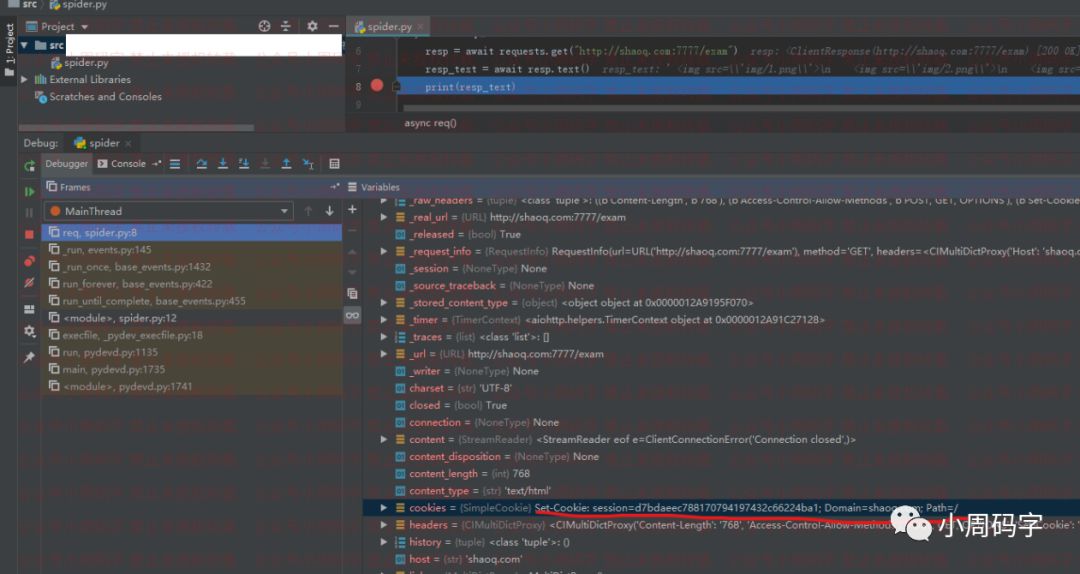 src
spider.py
1: Project
Project
spider.py
src
spider.py
External Libraries
Scratches and Consoles
6
7
8
9
resp = await requests.get("http://shaoq.com:7777/exam") resp: <ClientResponse(http://shaoq.com:7777/exam) [200 OK]
resp_text = await resp.text() resp_text: ' <img src=\\'img/1.png\\'>\n <img src=\\'img/2.png\\'>\n <img src=
print(resp_text)
async req()
Debug:
spider
Debugger
Console
Frames
MainThread
req, spider.py:8
_run, events.py:145
_run_once, base_events.py:1432
run_forever, base_events.py:422
run_until_complete, base_events.py:455
<module>, spider.py:12
execfile, _pydev_execfile.py:18
run, pydevd.py:1135
main, pydevd.py:1735
<module>, pydevd.py:1741
Variables
_raw_headers = {tuple} <class 'tuple'>: ((b'Content-Length', b'768'), (b'Access-Control-Allow-Methods', b'POST, GET, OPTIONS'), (b'Set-Cookie
_real_url = {URL} http://shaoq.com:7777/exam
_released = {bool} True
_request_info = {RequestInfo} RequestInfo(url=URL('http://shaoq.com:7777/exam'), method='GET', headers=<CIMultiDictProxy('Host': 'shaoq.c
_session = {NoneType} None
_source_traceback = {NoneType} None
_stored_content_type = {object} <object object at 0x0000012A9195F070>
_timer = {TimerContext} <aiohttp.helpers.TimerContext object at 0x0000012A91C27128>
_traces = {list} <class 'list'>: []
_url = {URL} http://shaoq.com:7777/exam
_writer = {NoneType} None
charset = {str} 'UTF-8'
closed = {bool} True
connection = {NoneType} None
content = {StreamReader} <StreamReader eof e=ClientConnectionError('Connection closed',)>
content_disposition = {NoneType} None
content_length = {int} 768
content_type = {str} 'text/html'
cookies = {SimpleCookie} Set-Cookie: session=d7bdaeec788170794197432c66224ba1; Domain=shaoq.com; Path=/
headers = {CIMultiDictProxy} <CIMultiDictProxy('Content-Length': '768', 'Access-Control-Allow-Methods'
history = {tuple} <class 'tuple'>: ()
host = {str} 'shaoq.com'
小周码字